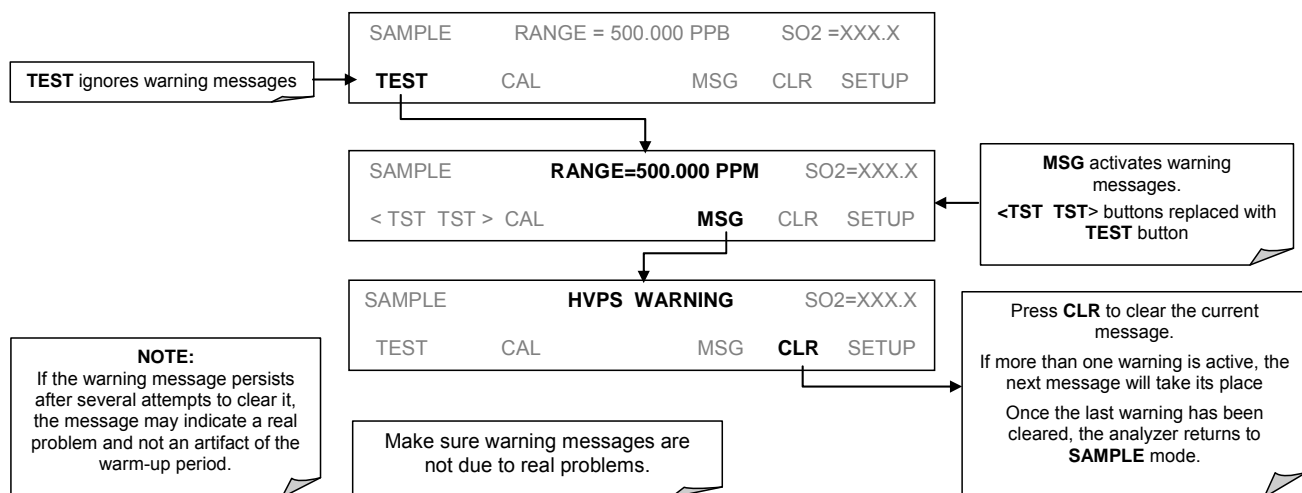 SAMPLE RANGE = 500.000 PPB SO2 =XXX.X
TEST ignores warning messages
TEST CAL MSG CLR SETUP
SAMPLE RANGE=500.000 PPM SO2=XXX.X
< TST TST > CAL MSG CLR SETUP
MSG activates warning
messages.
<TST TST> buttons replaced with
TEST button
SAMPLE HVPS WARNING SO2=XXX.X
TEST CAL MSG CLR SETUP
Press CLR to clear the current
message.
If more than one warning is active, the
next message will take its place
Once the last warning has been
cleared, the analyzer returns to
SAMPLE mode.
NOTE:
If the warning message persists
after several attempts to clear it,
the message may indicate a real
problem and not an artifact of the
warm-up period.
Make sure warning messages are
not due to real problems.